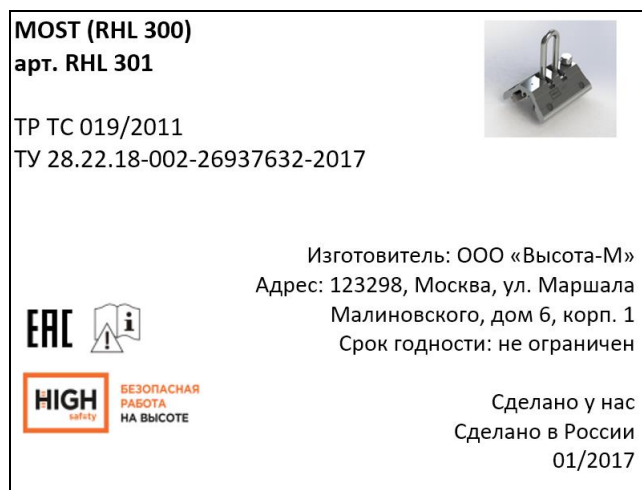 MOST (RHL 300)
арт. RHL 301
ТР ТС 019/2011
ТУ 28.22.18-002-26937632-2017
Изготовитель: ООО «Высота-М»
Адрес: 123298, Москва, ул. Маршала
Малиновского, дом 6, корп. 1
Срок годности: не ограничен
EAC
i
HIGH
safety
БЕЗОПАСНАЯ
РАБОТА
НА ВЫСОТЕ
Сделано у нас
Сделано в России
01/2017